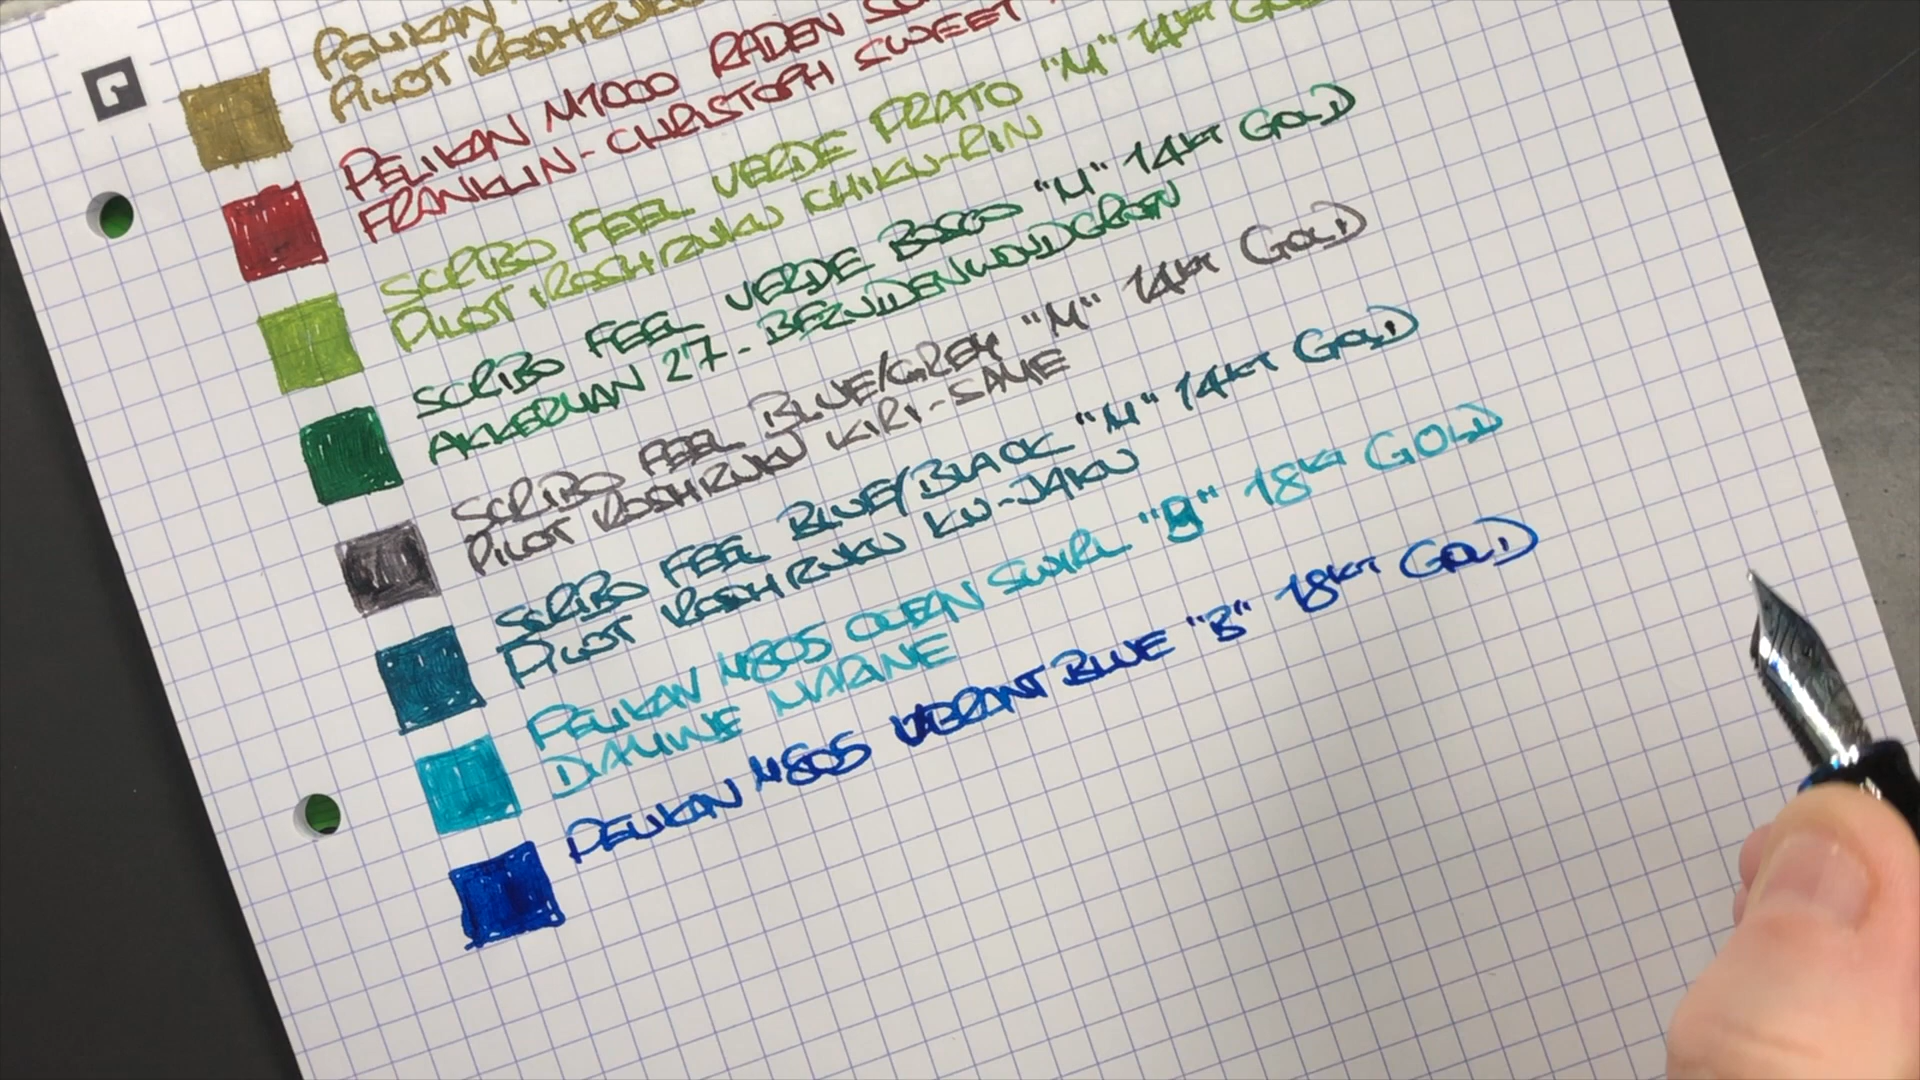 PELIKAN
PILOT IROSHIZUKU
PELIKAN M1000 RADEN
FRANKLIN-CHRISTOPH SWEET
SCRIBO FEEL VERDE PRATO "M" 14KT GOLD
PILOT IROSHIZUKU CHIKU-RIN
SCRIBO FEEL VERDE BOSCO "M" 14KT GOLD
AKKERMAN 27 - BEZUIDENWOUDGROEN
SCRIBO FEEL BLUE/GREY "M" 14KT GOLD
PILOT IROSHIZUKU KIRI-SAME
SCRIBO FEEL BLUE/BLACK "M" 14KT GOLD
PILOT IROSHIZUKU KU-JAKU
PELIKAN M805 OCEAN SWIRL "B" 18KT GOLD
DIAMINE MARINE
PELIKAN M805 VIBRANT BLUE "B" 18KT GOLD